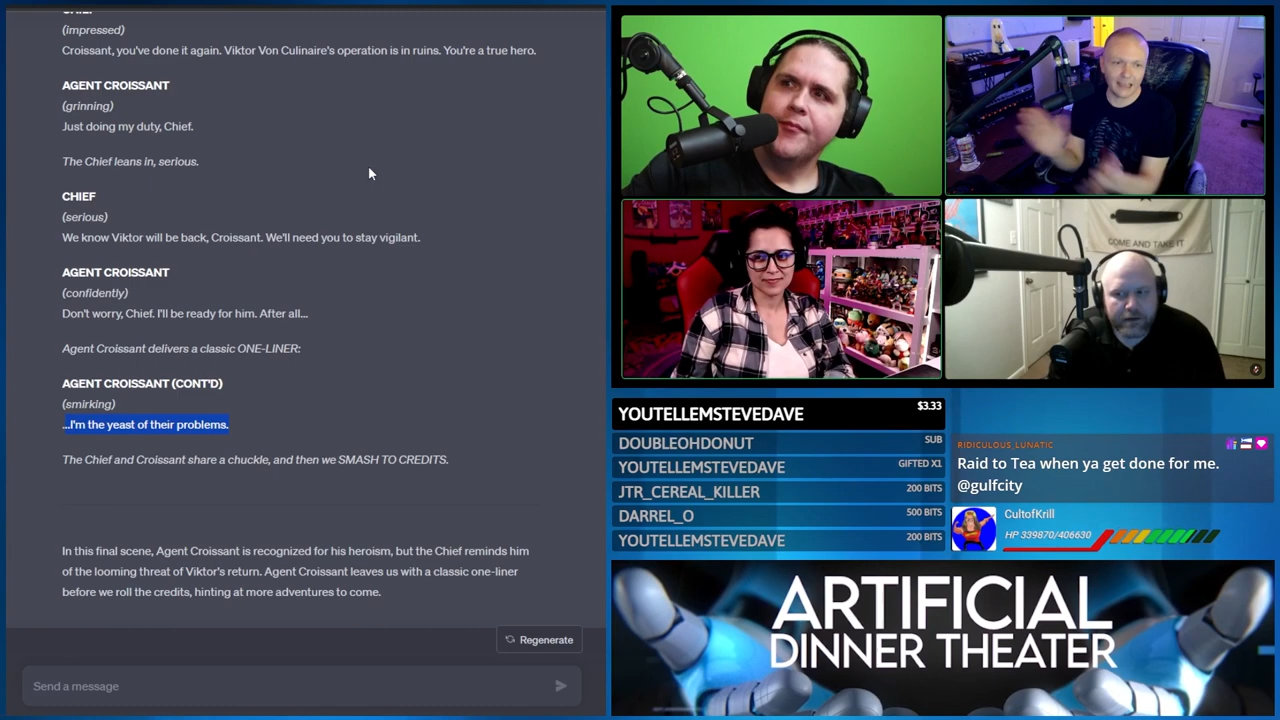 (impressed)
Croissant, you've done it again. Viktor Von Culinaire's operation is in ruins. You're a true hero.
AGENT CROISSANT
(grinning)
Just doing my duty, Chief.
The Chief leans in, serious.
CHIEF
(serious)
We know Viktor will be back, Croissant. We'll need you to stay vigilant.
AGENT CROISSANT
(confidently)
Don't worry, Chief. I'll be ready for him. After all...
Agent Croissant delivers a classic ONE-LINER:
AGENT CROISSANT (CONT'D)
(smirking)
...I'm the yeast of their problems.
The Chief and Croissant share a chuckle, and then we SMASH TO CREDITS.
In this final scene, Agent Croissant is recognized for his heroism, but the Chief reminds him
of the looming threat of Viktor's return. Agent Croissant leaves us with a classic one-liner
before we roll the credits, hinting at more adventures to come.
Regenerate
Send a message
COME AND TAKE IT
YOUTELLEMSTEVEDAVE $3.33
DOUBLEOHDONUT SUB
YOUTELLEMSTEVEDAVE GIFTED X1
JTR_CEREAL_KILLER 200 BITS
DARREL_O 500 BITS
YOUTELLEMSTEVEDAVE 200 BITS
RIDICULOUS_LUNATIC
Raid to Tea when ya get done for me.
@gulfcity
CultofKrill
HP 339870/406630
ARTIFICIAL
DINNER THEATER